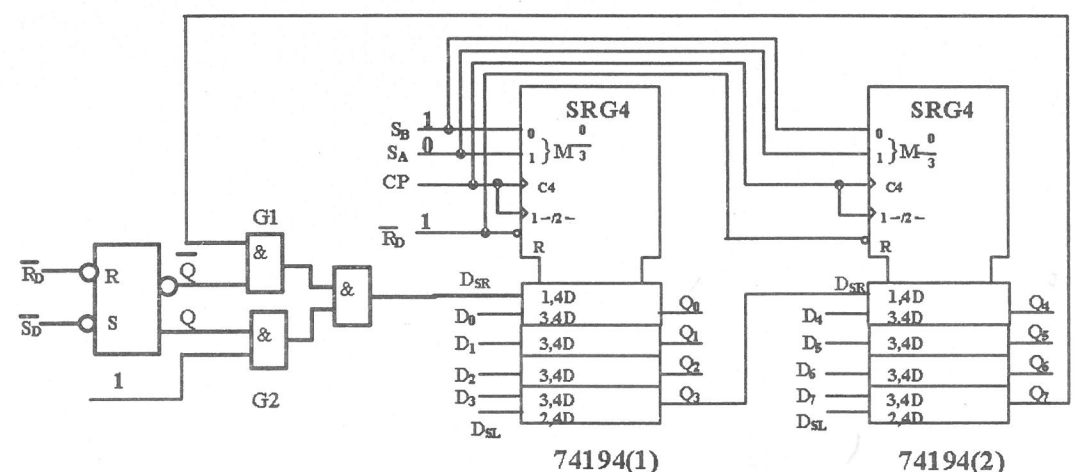 SRG4
SRG4
S_B 1
0
0
S_A 0
1 }M 0/3
1 }M 0/3
CP
C4
C4
1→/2←
1→/2←
R̅_D 1
R
R
G1
&
R̅_D
R
Q̅
S̅_D
S
Q
&
&
1
G2
D_SR
1,4D
3,4D
Q_0
D_0
D_1
3,4D
Q_1
D_2
3,4D
Q_2
D_3
3,4D
Q_3
D_SL
2,4D
74194(1)
D_SR
1,4D
3,4D
Q_4
D_4
D_5
3,4D
Q_5
D_6
3,4D
Q_6
D_7
3,4D
Q_7
D_SL
2,4D
74194(2)